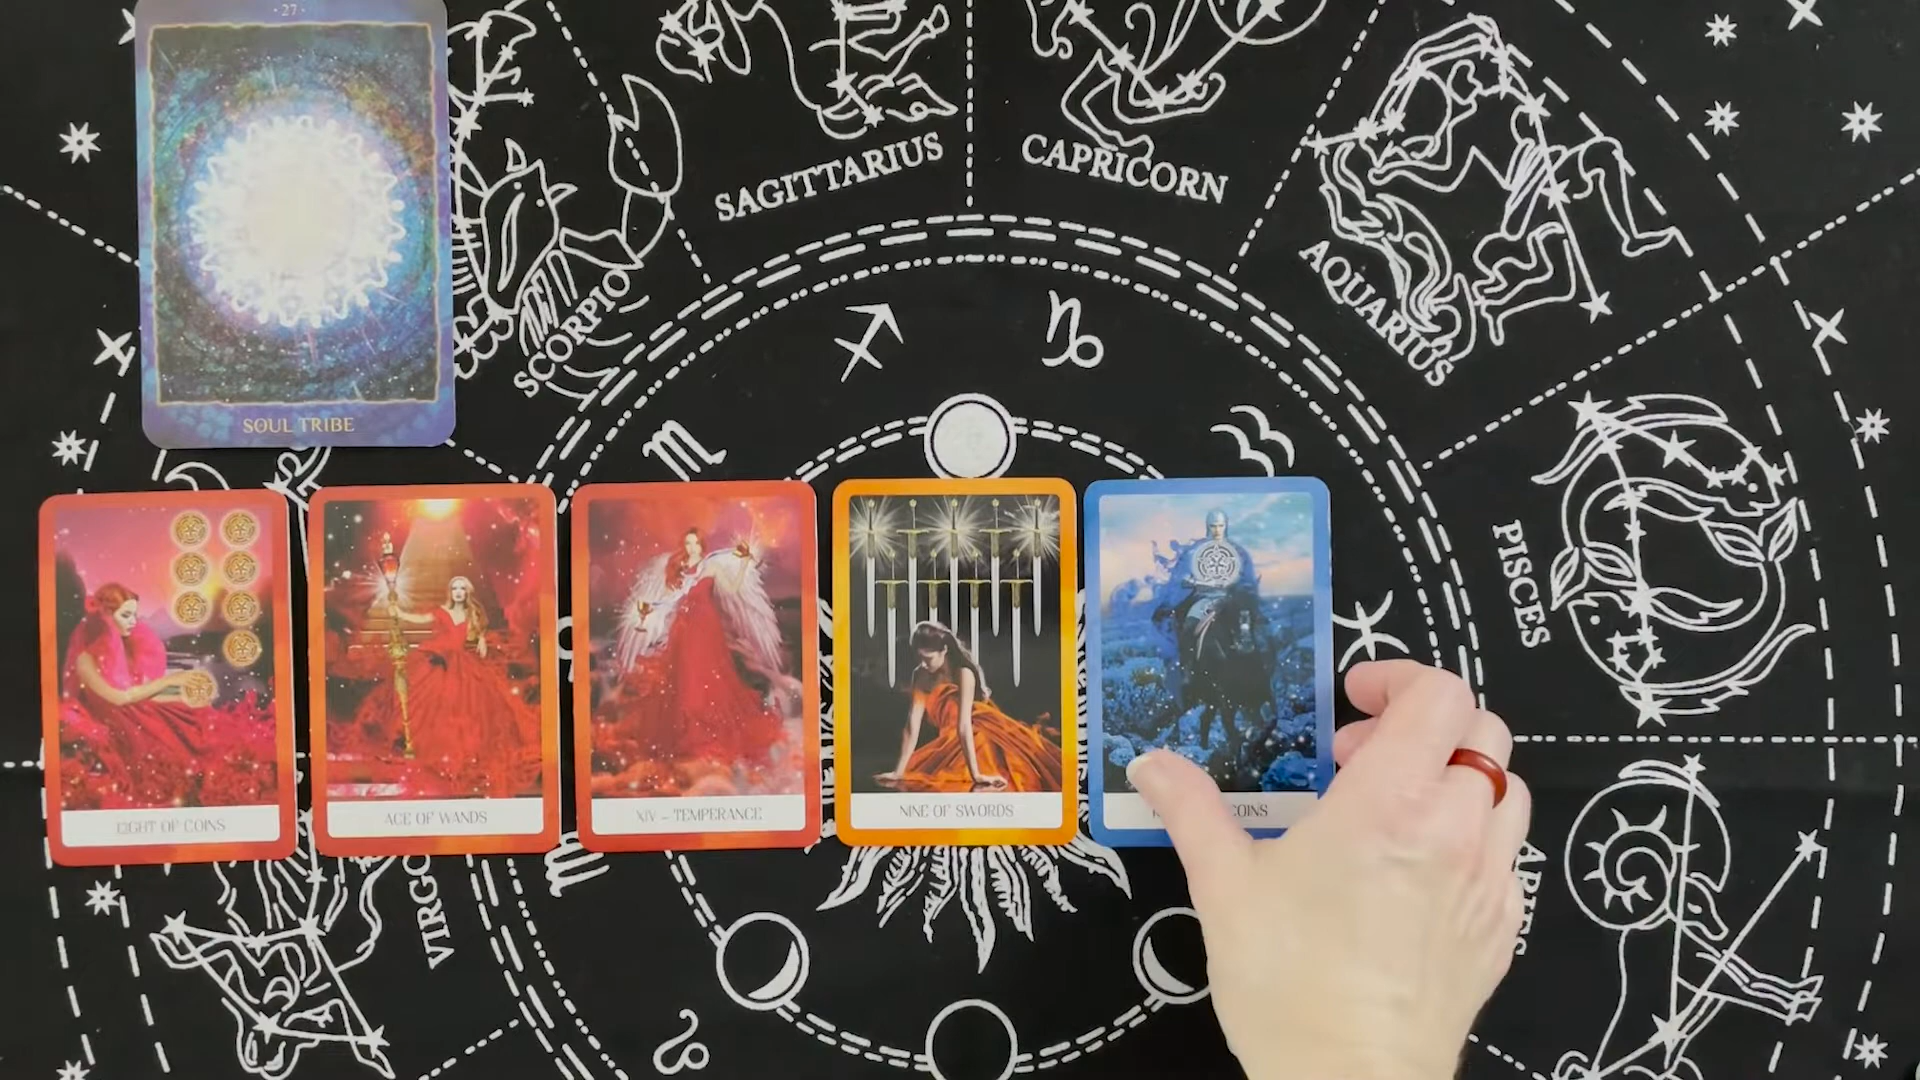 · 27 ·
SOUL TRIBE
SCORPIO
SAGITTARIUS
CAPRICORN
AQUARIUS
PISCES
ARIES
VIRGO
EIGHT OF COINS
ACE OF WANDS
XIV – TEMPERANCE
NINE OF SWORDS
COINS